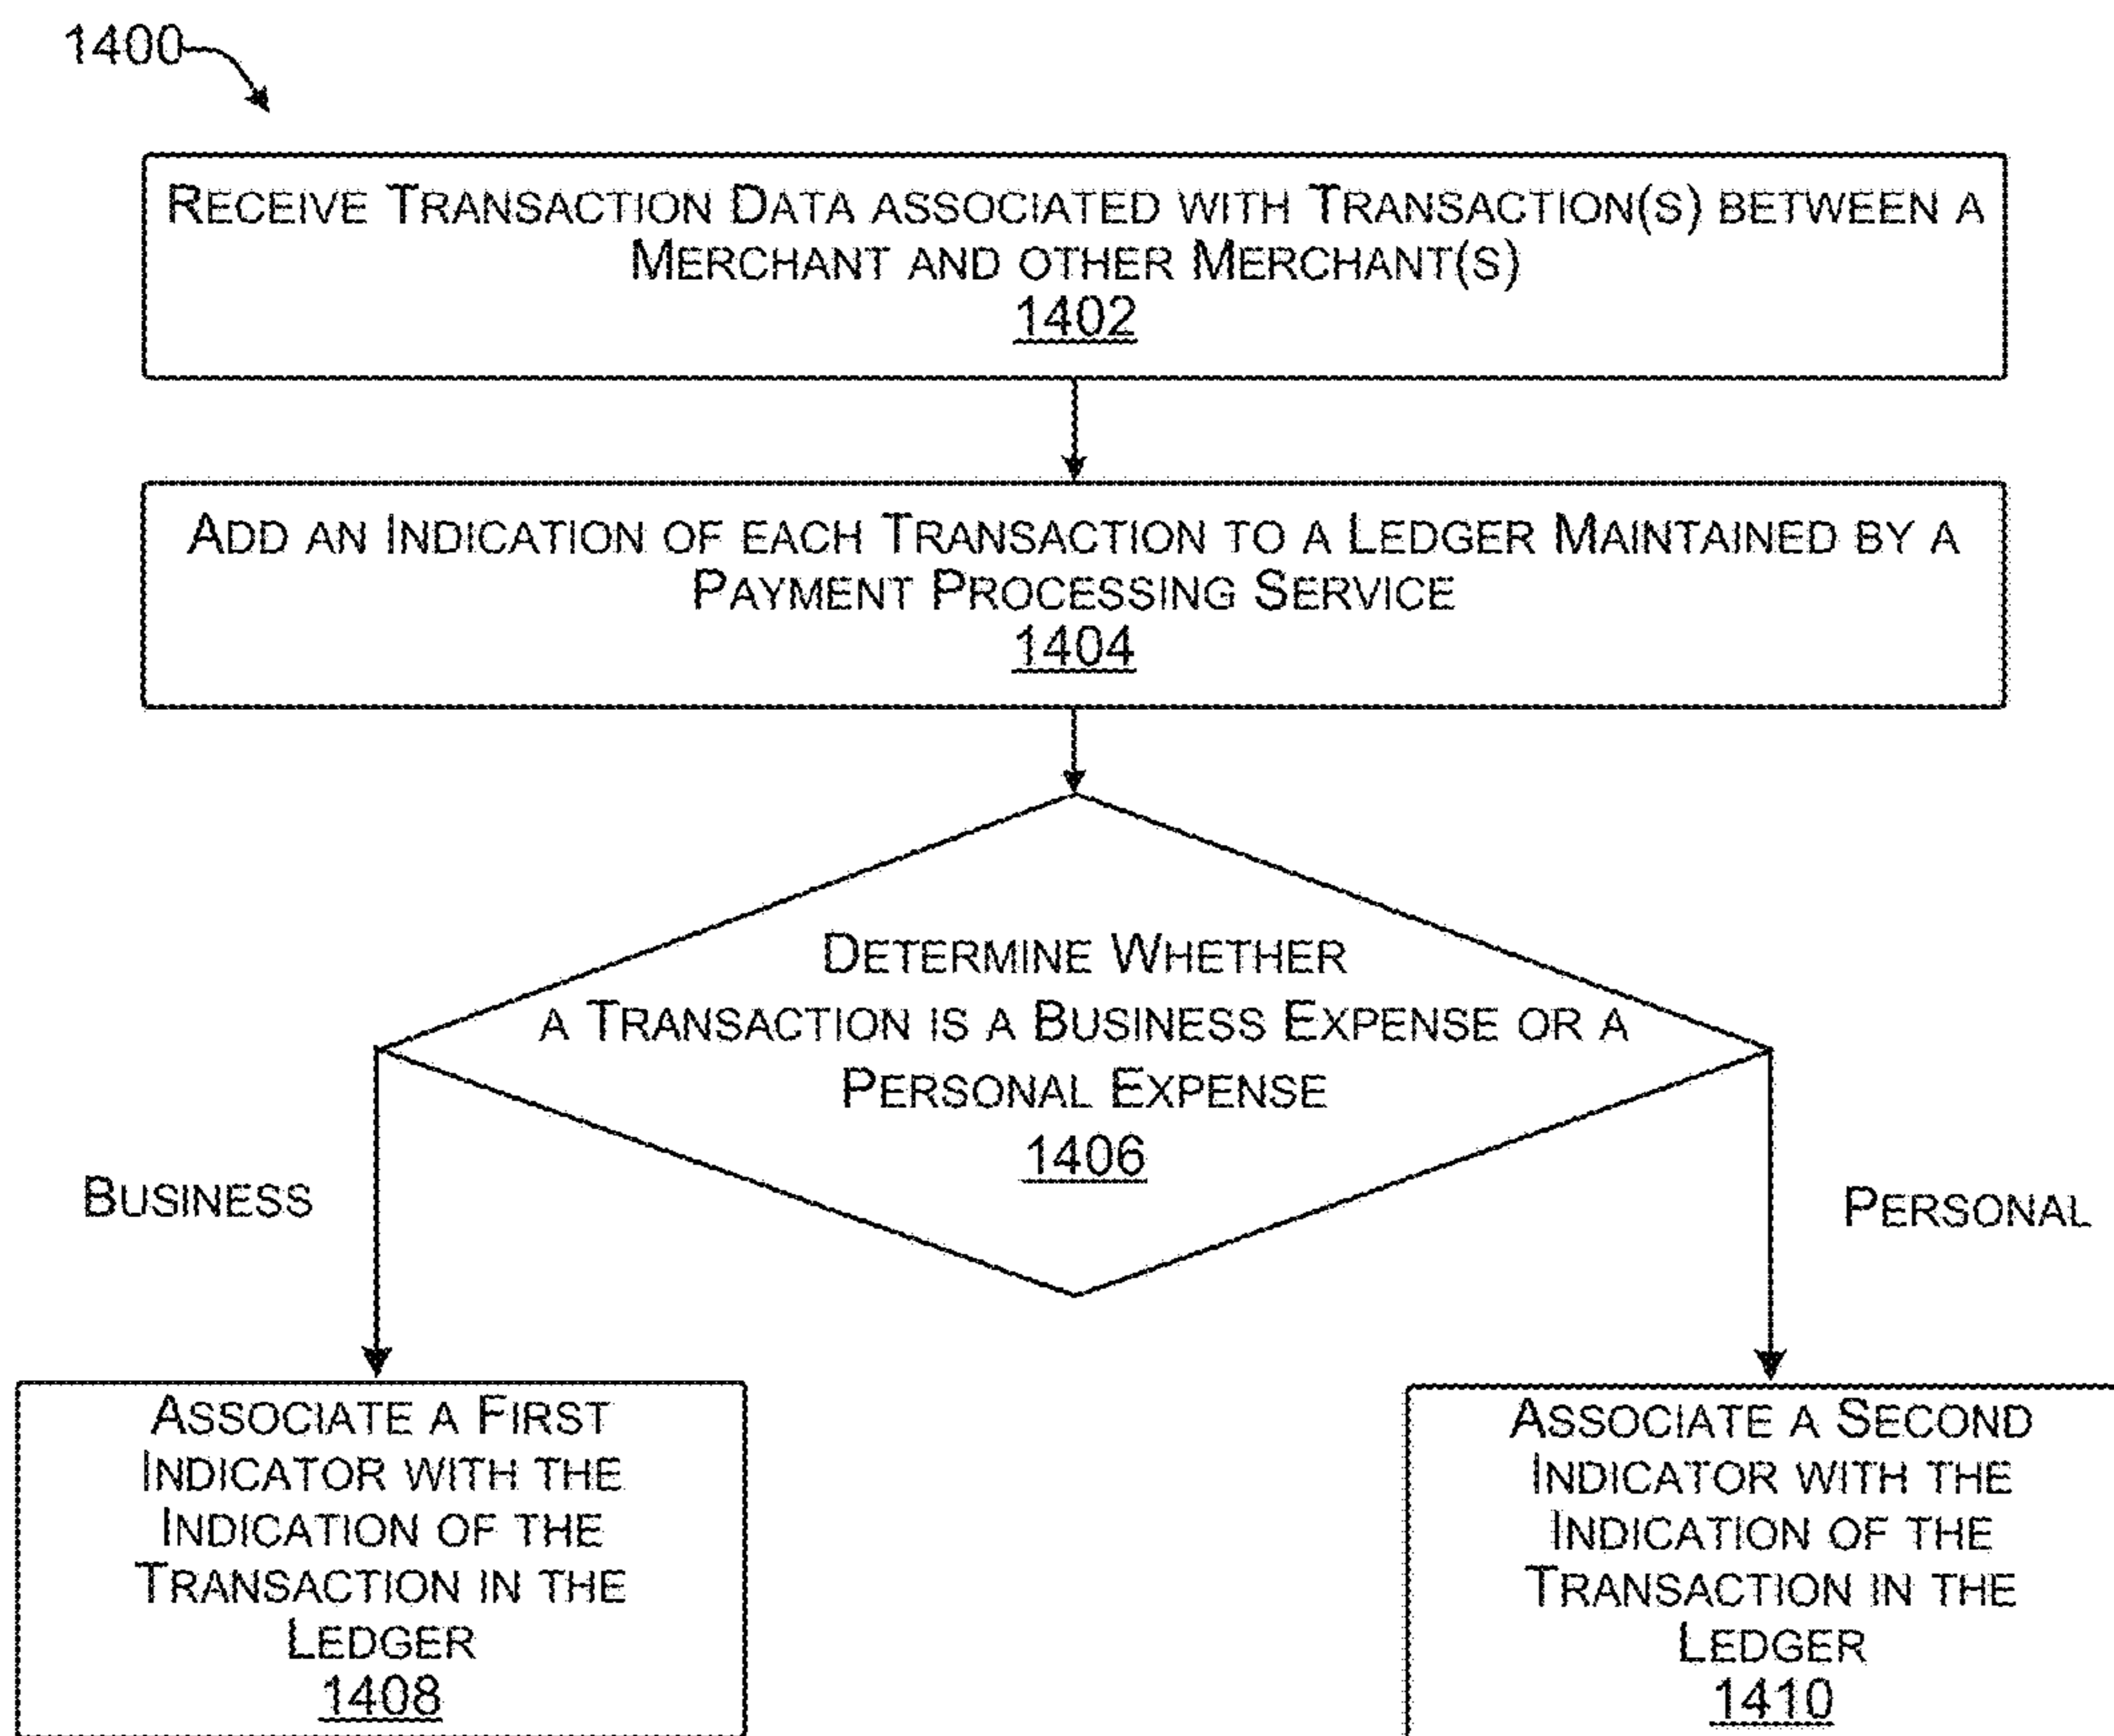 1400
RECEIVE TRANSACTION DATA ASSOCIATED WITH TRANSACTION(S) BETWEEN A
MERCHANT AND OTHER MERCHANT(S)
1402
ADD AN INDICATION OF EACH TRANSACTION TO A LEDGER MAINTAINED BY A
PAYMENT PROCESSING SERVICE
1404
DETERMINE WHETHER
A TRANSACTION IS A BUSINESS EXPENSE OR A
PERSONAL EXPENSE
1406
BUSINESS
PERSONAL
ASSOCIATE A FIRST
INDICATOR WITH THE
INDICATION OF THE
TRANSACTION IN THE
LEDGER
1408
ASSOCIATE A SECOND
INDICATOR WITH THE
INDICATION OF THE
TRANSACTION IN THE
LEDGER
1410